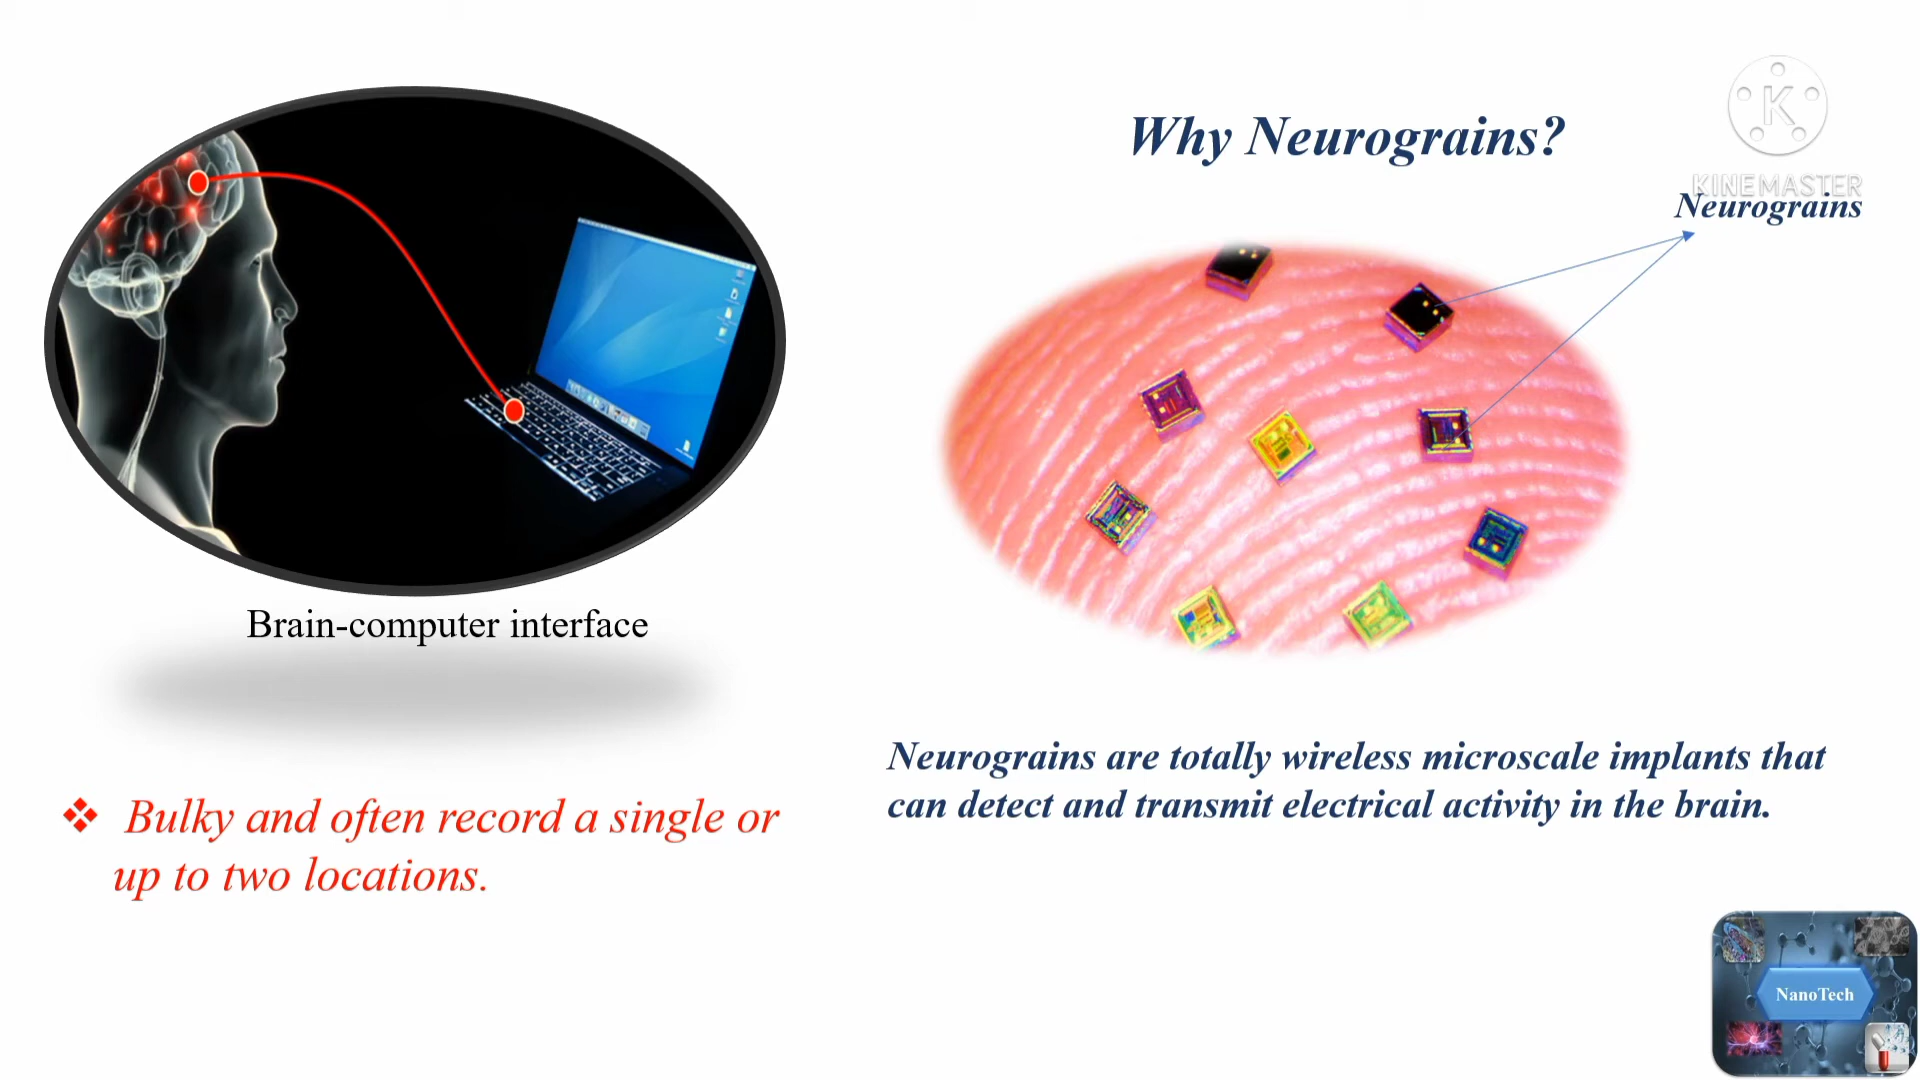 Why Neurograins?
K
KINEMASTER
Neurograins
Brain-computer interface
Neurograins are totally wireless microscale implants that
can detect and transmit electrical activity in the brain.
❖ Bulky and often record a single or
up to two locations.
NanoTech